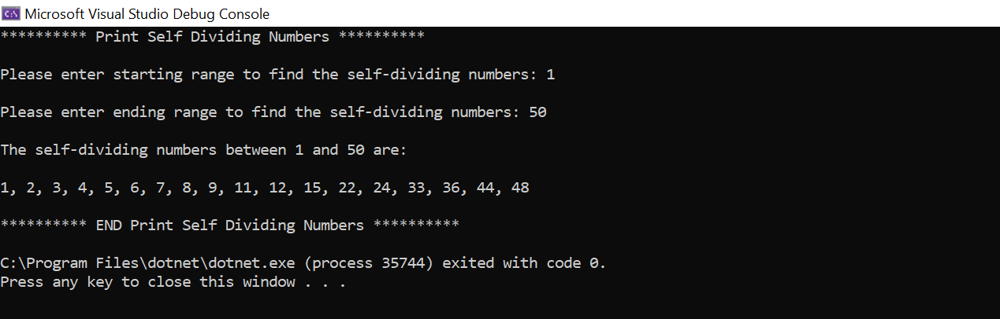 Microsoft Visual Studio Debug Console
********** Print Self Dividing Numbers **********
Please enter starting range to find the self-dividing numbers: 1
Please enter ending range to find the self-dividing numbers: 50
The self-dividing numbers between 1 and 50 are:
1, 2, 3, 4, 5, 6, 7, 8, 9, 11, 12, 15, 22, 24, 33, 36, 44, 48
********** END Print Self Dividing Numbers **********
C:\Program Files\dotnet\dotnet.exe (process 35744) exited with code 0.
Press any key to close this window . . .